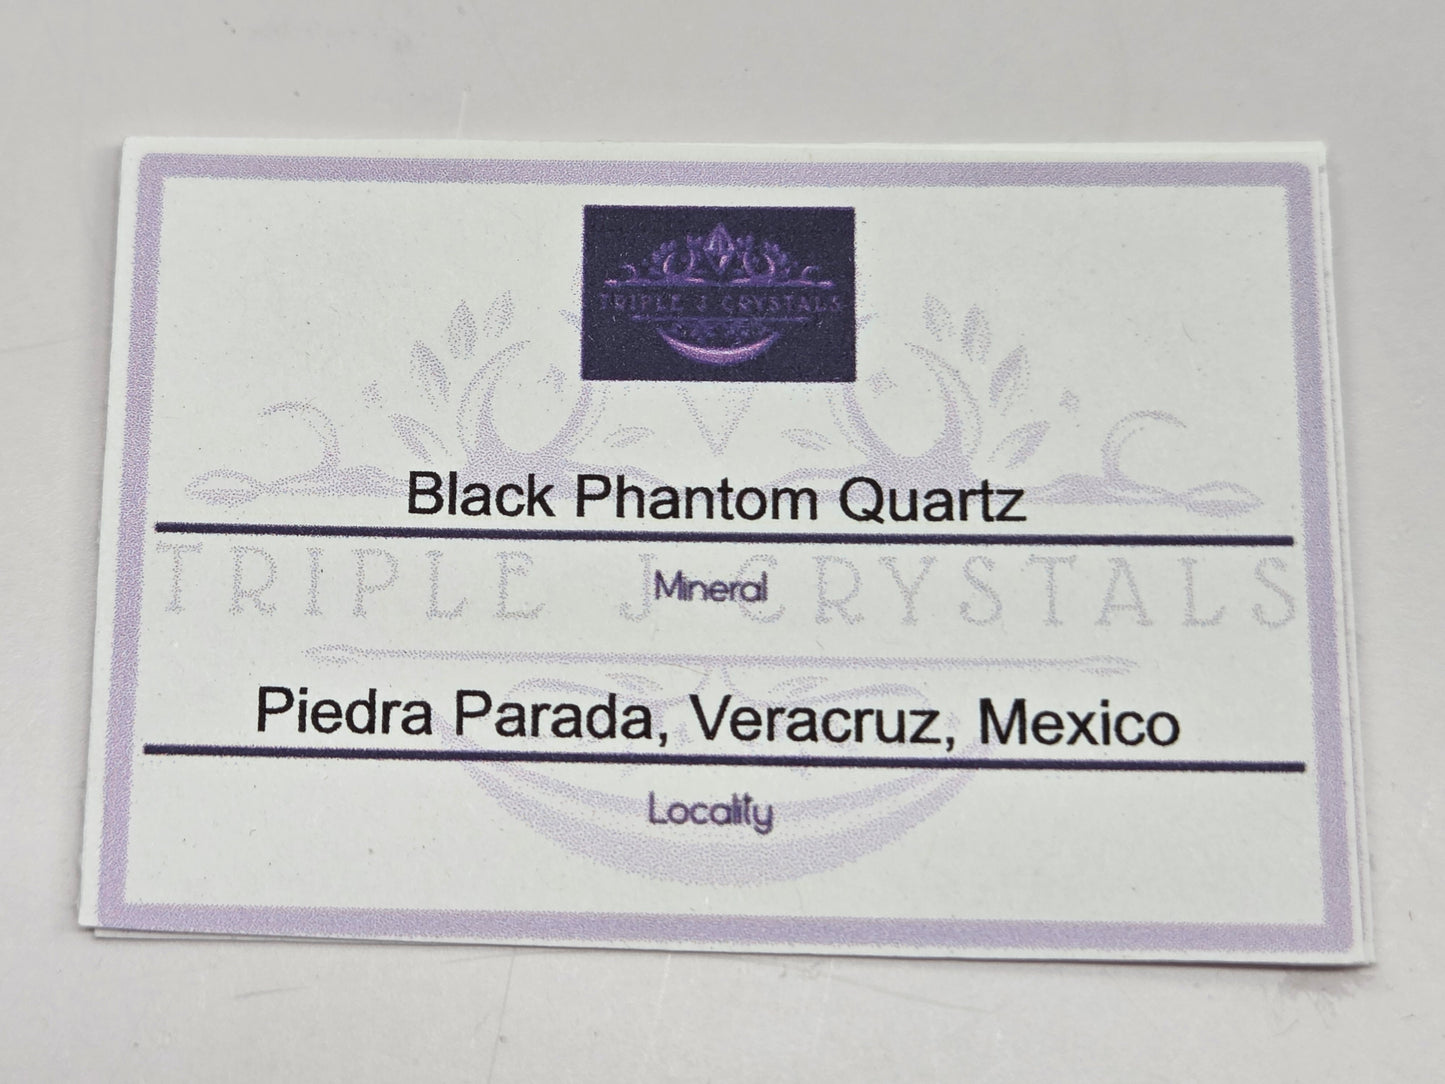 TRIPLE J CRYSTALS
Black Phantom Quartz
TRIPLE J CRYSTALS
Mineral
Piedra Parada, Veracruz, Mexico
Locality